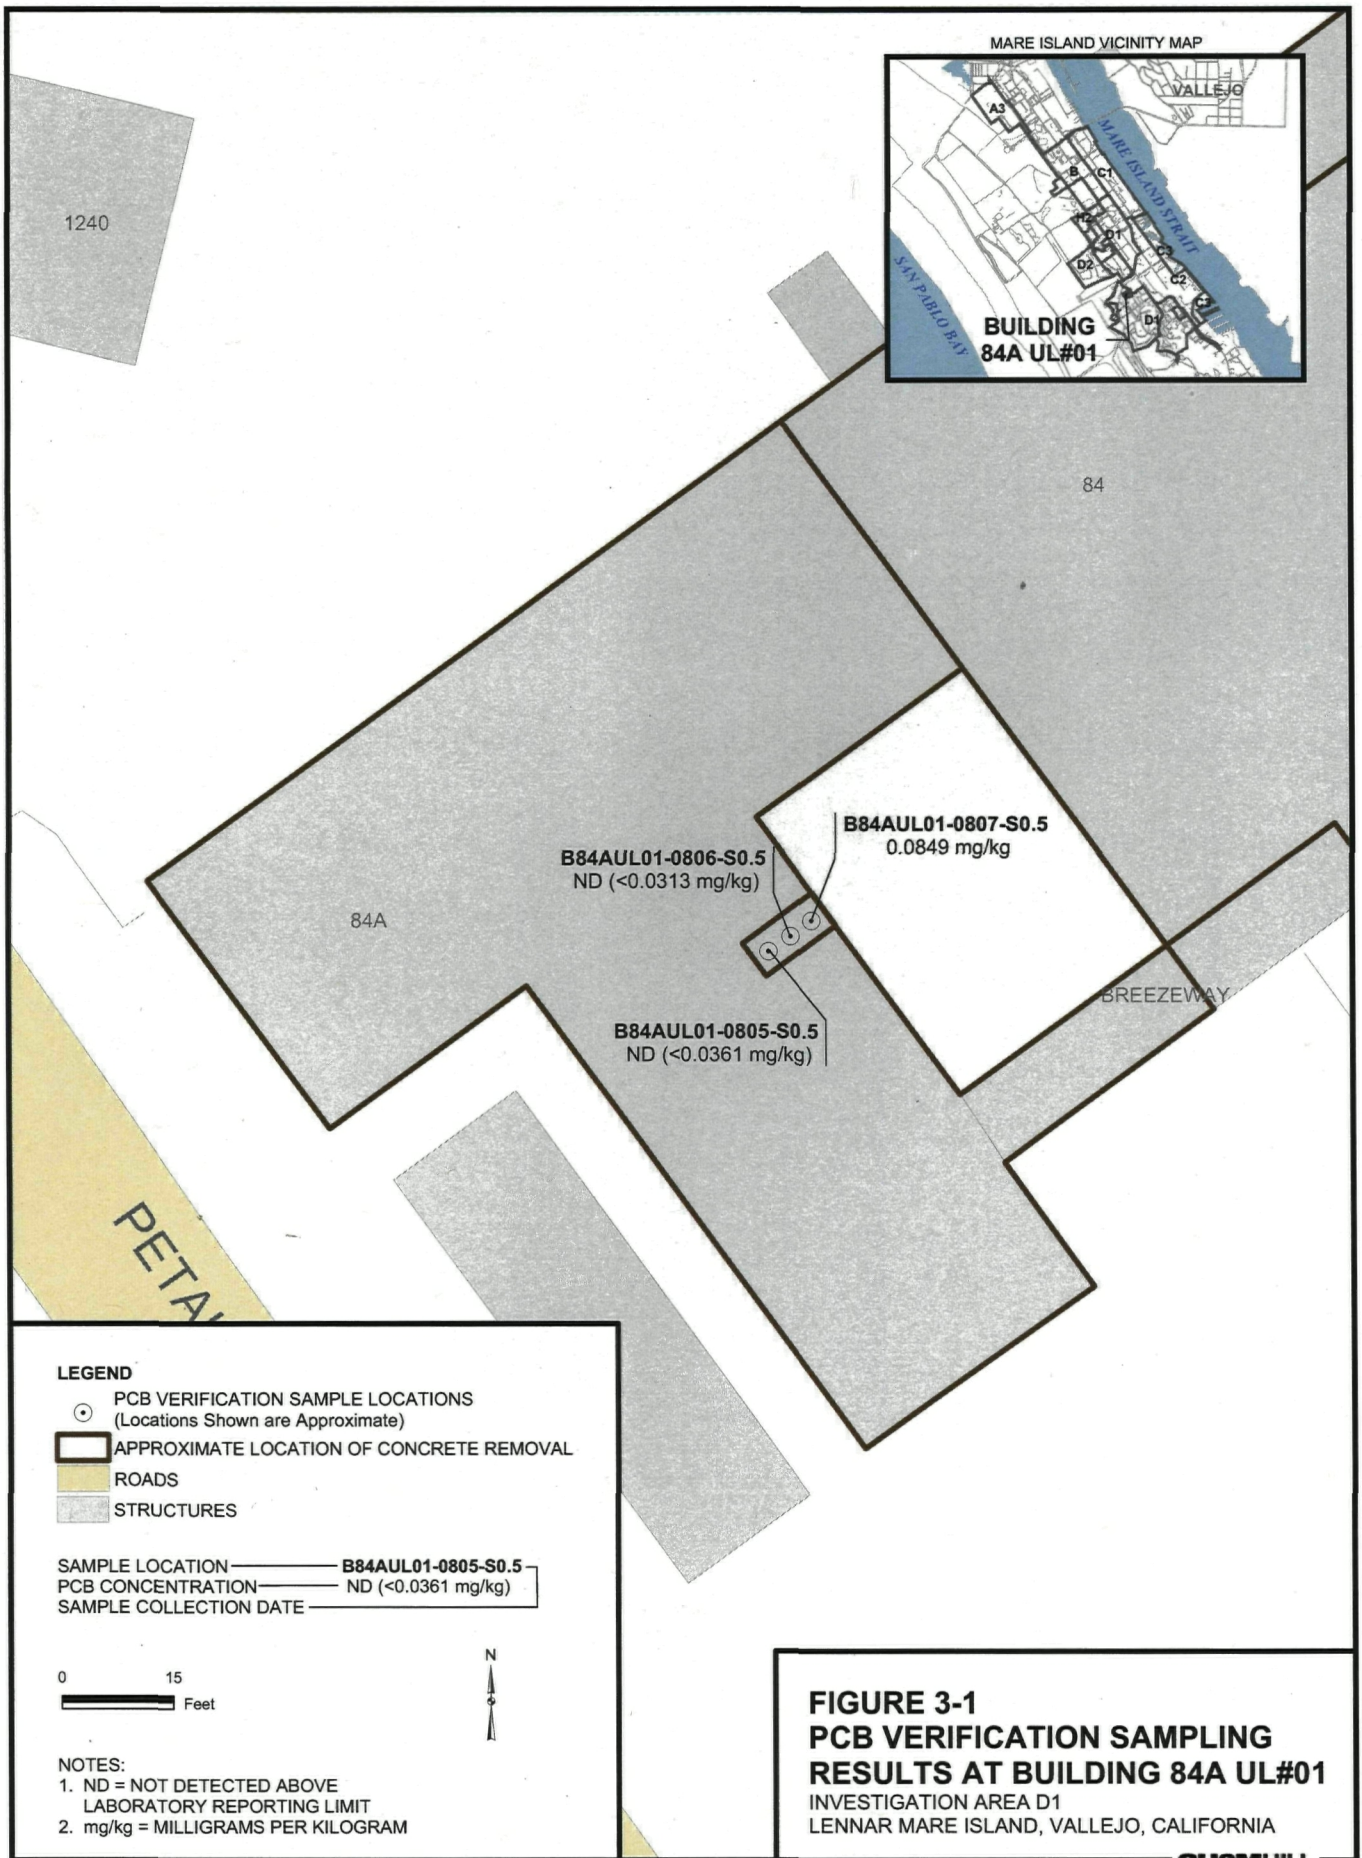 MARE ISLAND VICINITY MAP
VALLEJO
A3
MARE ISLAND STRAIT
B
C1
H2
D1
C3
D2
C2
C3
SAN PABLO BAY
D1
BUILDING
84A UL#01
1240
84
B84AUL01-0807-S0.5
0.0849 mg/kg
B84AUL01-0806-S0.5
ND (<0.0313 mg/kg)
84A
BREEZEWAY
B84AUL01-0805-S0.5
ND (<0.0361 mg/kg)
LEGEND
PCB VERIFICATION SAMPLE LOCATIONS
(Locations Shown are Approximate)
APPROXIMATE LOCATION OF CONCRETE REMOVAL
ROADS
STRUCTURES
SAMPLE LOCATION B84AUL01-0805-S0.5
PCB CONCENTRATION ND (<0.0361 mg/kg)
SAMPLE COLLECTION DATE
0 15
Feet
N
NOTES:
1. ND = NOT DETECTED ABOVE
LABORATORY REPORTING LIMIT
2. mg/kg = MILLIGRAMS PER KILOGRAM
FIGURE 3-1
PCB VERIFICATION SAMPLING
RESULTS AT BUILDING 84A UL#01
INVESTIGATION AREA D1
LENNAR MARE ISLAND, VALLEJO, CALIFORNIA